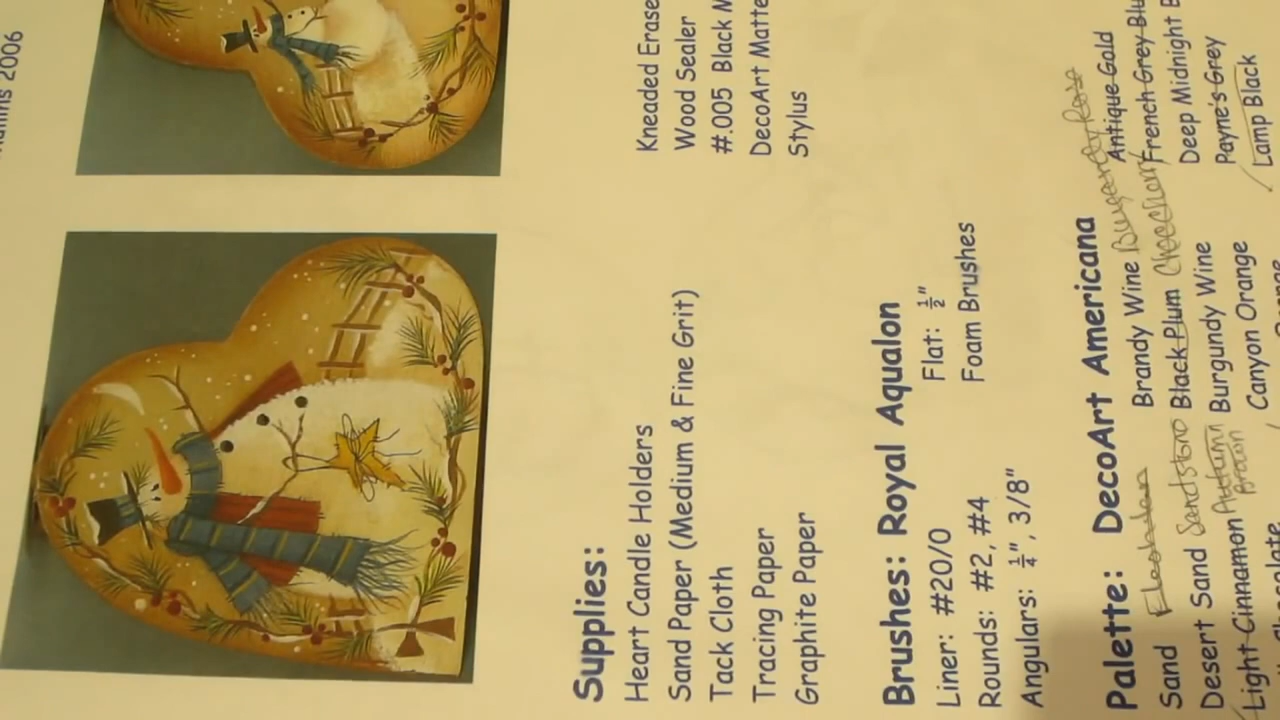 2006
Supplies:
Heart Candle Holders
Sand Paper (Medium & Fine Grit)
Tack Cloth
Tracing Paper
Graphite Paper
Kneaded Erase
Wood Sealer
#.005 Black
DecoArt Matte
Stylus
Brushes: Royal Aqualon
Liner: #20/0
Rounds: #2, #4
Angulars: ¼", 3/8"
Flat: ½"
Foam Brushes
Palette: DecoArt Americana
Sand
Desert Sand Sandstone
Light Cinnamon Autumn Brown
Brandy Wine Burgundy Rose
Black Plum
Burgundy Wine
Canyon Orange
Antique Gold
French Grey Blu
Deep Midnight B
Payne's Grey
Lamp Black